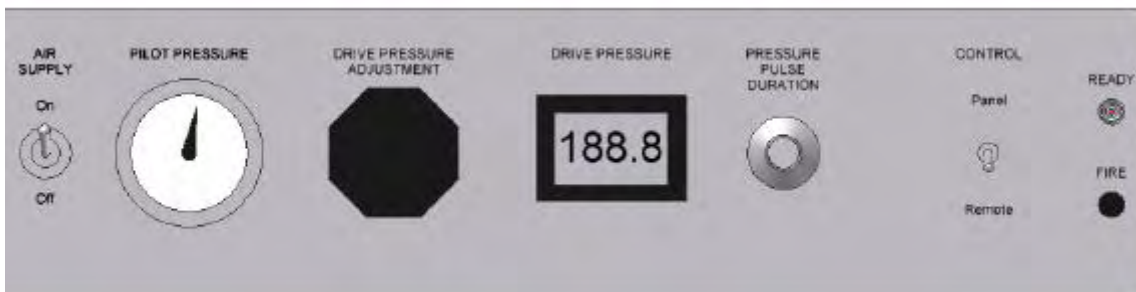 AIR
SUPPLY
On
Off
PILOT PRESSURE
DRIVE PRESSURE
ADJUSTMENT
DRIVE PRESSURE
188.8
PRESSURE
PULSE
DURATION
CONTROL
Panel
Remote
READY
FIRE